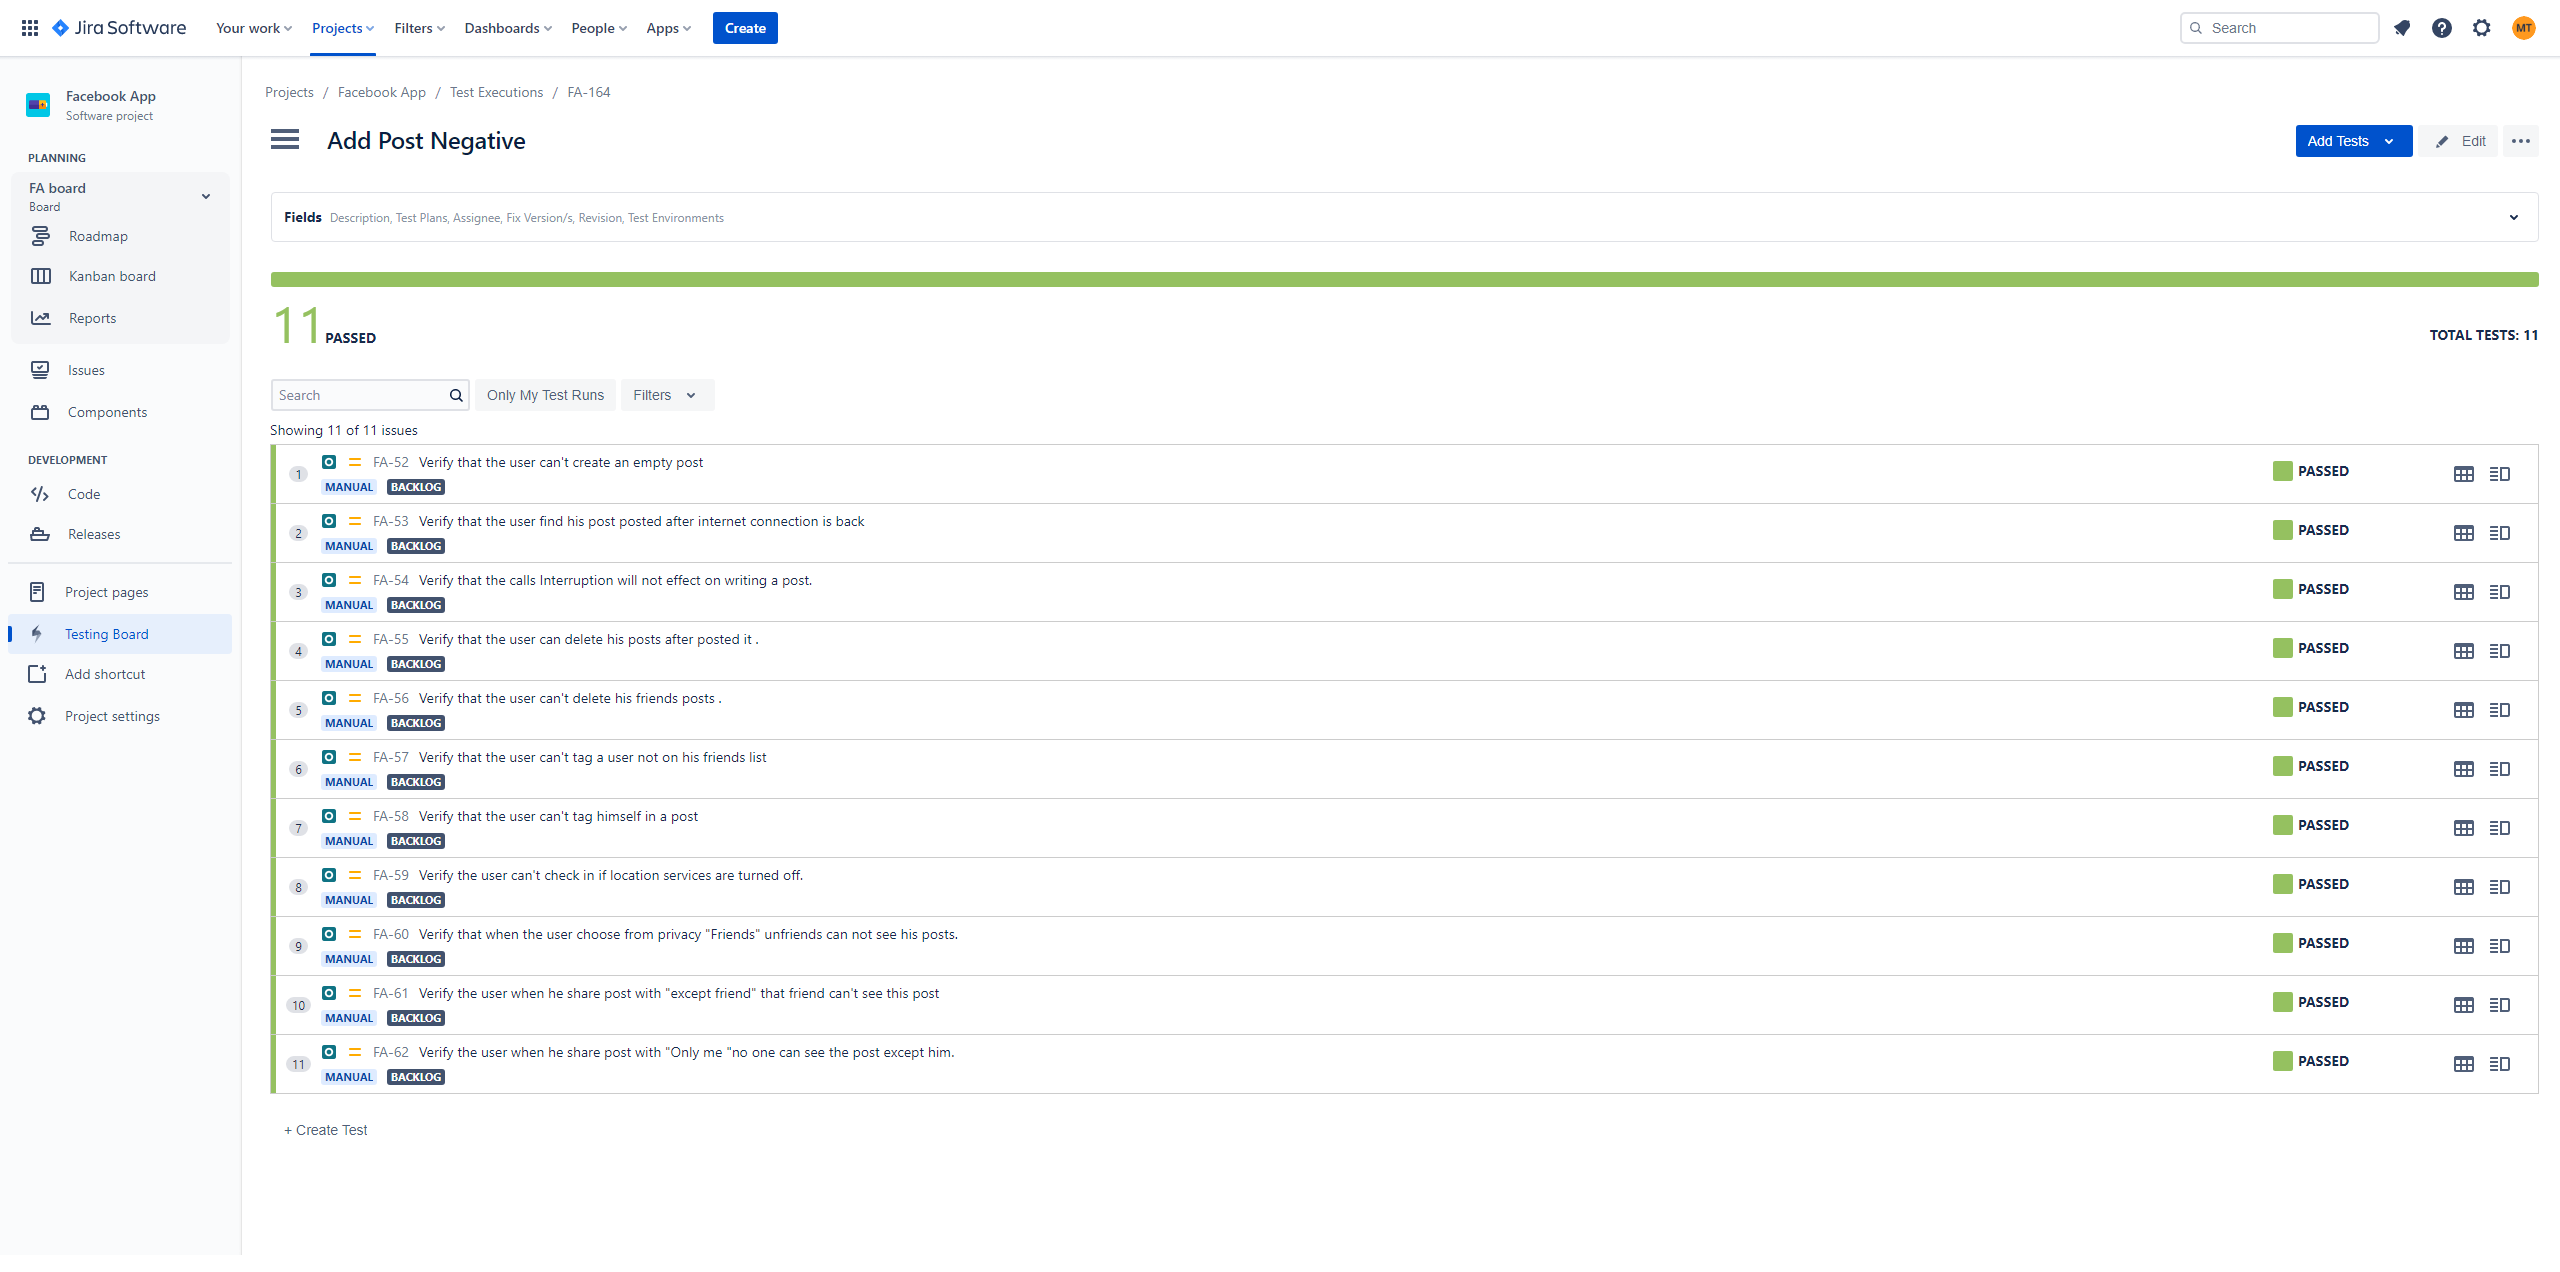 Jira Software
Your work Projects Filters Dashboards People Apps Create Search MT
Facebook App
Software project
PLANNING
FA board
Board
Roadmap
Kanban board
Reports
Issues
Components
DEVELOPMENT
Code
Releases
Project pages
Testing Board
Add shortcut
Project settings
Projects / Facebook App / Test Executions / FA-164
Add Post Negative
Add Tests Edit
Fields Description, Test Plans, Assignee, Fix Version/s, Revision, Test Environments
11 PASSED
TOTAL TESTS: 11
Search Only My Test Runs Filters
Showing 11 of 11 issues
1 FA-52 Verify that the user can't create an empty post PASSED
MANUAL BACKLOG
2 FA-53 Verify that the user find his post posted after internet connection is back PASSED
MANUAL BACKLOG
3 FA-54 Verify that the calls Interruption will not effect on writing a post. PASSED
MANUAL BACKLOG
4 FA-55 Verify that the user can delete his posts after posted it . PASSED
MANUAL BACKLOG
5 FA-56 Verify that the user can't delete his friends posts . PASSED
MANUAL BACKLOG
6 FA-57 Verify that the user can't tag a user not on his friends list PASSED
MANUAL BACKLOG
7 FA-58 Verify that the user can't tag himself in a post PASSED
MANUAL BACKLOG
8 FA-59 Verify the user can't check in if location services are turned off. PASSED
MANUAL BACKLOG
9 FA-60 Verify that when the user choose from privacy "Friends" unfriends can not see his posts. PASSED
MANUAL BACKLOG
10 FA-61 Verify the user when he share post with "except friend" that friend can't see this post PASSED
MANUAL BACKLOG
11 FA-62 Verify the user when he share post with "Only me "no one can see the post except him. PASSED
MANUAL BACKLOG
+ Create Test